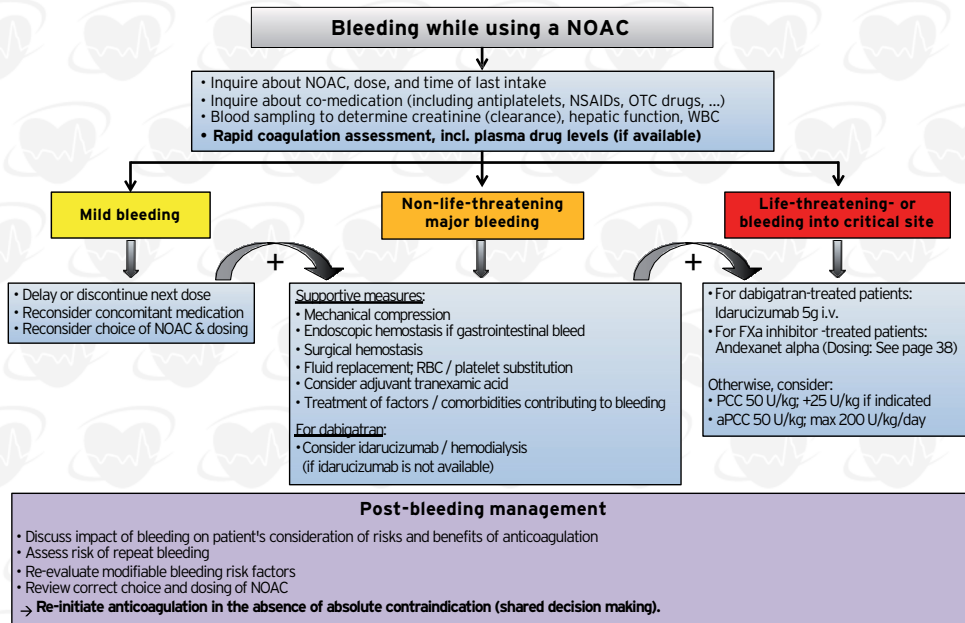 Bleeding while using a NOAC
• Inquire about NOAC, dose, and time of last intake
• Inquire about co-medication (including antiplatelets, NSAIDs, OTC drugs, ...)
• Blood sampling to determine creatinine (clearance), hepatic function, WBC
• Rapid coagulation assessment, incl. plasma drug levels (if available)
Mild bleeding
Non-life-threatening
major bleeding
Life-threatening- or
bleeding into critical site
+
+
• Delay or discontinue next dose
• Reconsider concomitant medication
• Reconsider choice of NOAC & dosing
Supportive measures:
• Mechanical compression
• Endoscopic hemostasis if gastrointestinal bleed
• Surgical hemostasis
• Fluid replacement; RBC / platelet substitution
• Consider adjuvant tranexamic acid
• Treatment of factors / comorbidities contributing to bleeding
For dabigatran:
• Consider idarucizumab / hemodialysis
(if idarucizumab is not available)
• For dabigatran-treated patients:
Idarucizumab 5g i.v.
• For FXa inhibitor -treated patients:
Andexanet alpha (Dosing: See page 38)
Otherwise, consider:
• PCC 50 U/kg; +25 U/kg if indicated
• aPCC 50 U/kg; max 200 U/kg/day
Post-bleeding management
• Discuss impact of bleeding on patient's consideration of risks and benefits of anticoagulation
• Assess risk of repeat bleeding
• Re-evaluate modifiable bleeding risk factors
• Review correct choice and dosing of NOAC
→ Re-initiate anticoagulation in the absence of absolute contraindication (shared decision making).